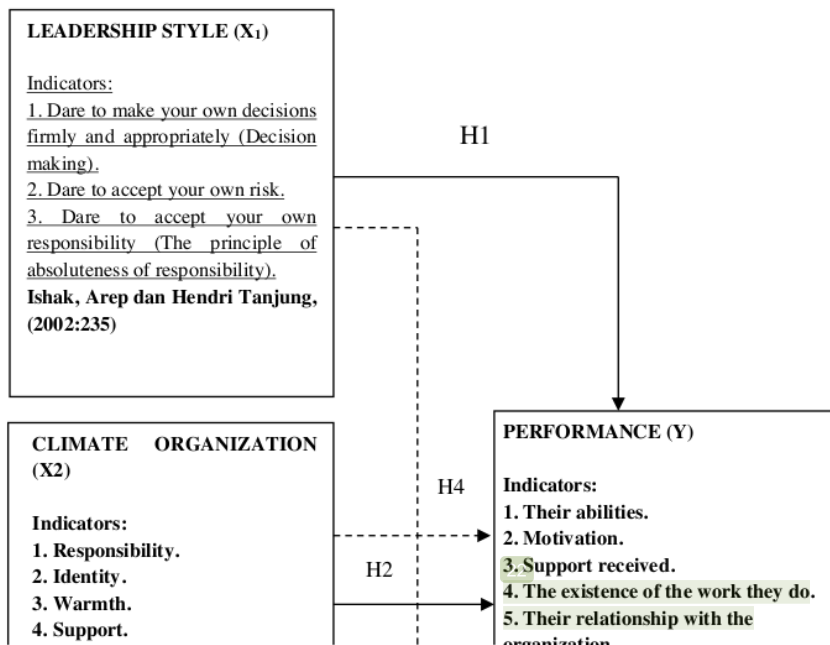 LEADERSHIP STYLE (X₁)
Indicators:
1. Dare to make your own decisions
firmly and appropriately (Decision
making).
2. Dare to accept your own risk.
3. Dare to accept your own
responsibility (The principle of
absoluteness of responsibility).
Ishak, Arep dan Hendri Tanjung,
(2002:235)
H1
CLIMATE ORGANIZATION
(X2)
Indicators:
1. Responsibility.
2. Identity.
3. Warmth.
4. Support.
H4
H2
PERFORMANCE (Y)
Indicators:
1. Their abilities.
2. Motivation.
3. Support received.
4. The existence of the work they do.
5. Their relationship with the
organization